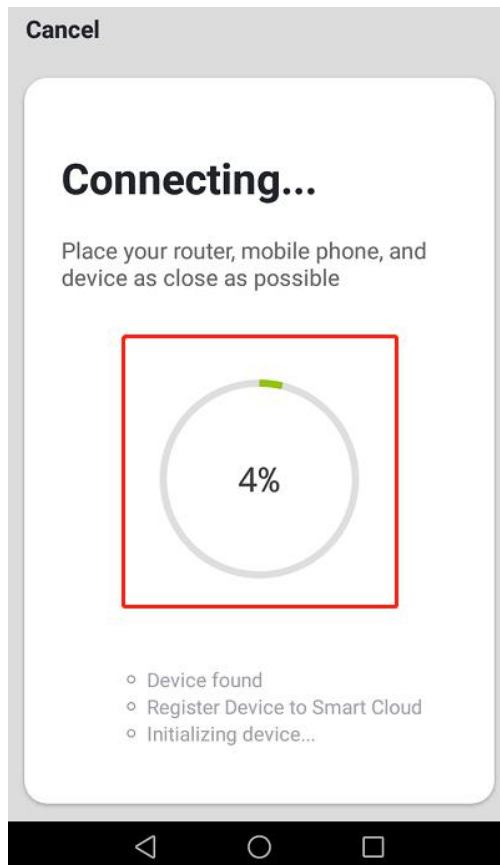 Cancel
Connecting...
Place your router, mobile phone, and
device as close as possible
4%
Device found
Register Device to Smart Cloud
Initializing device...